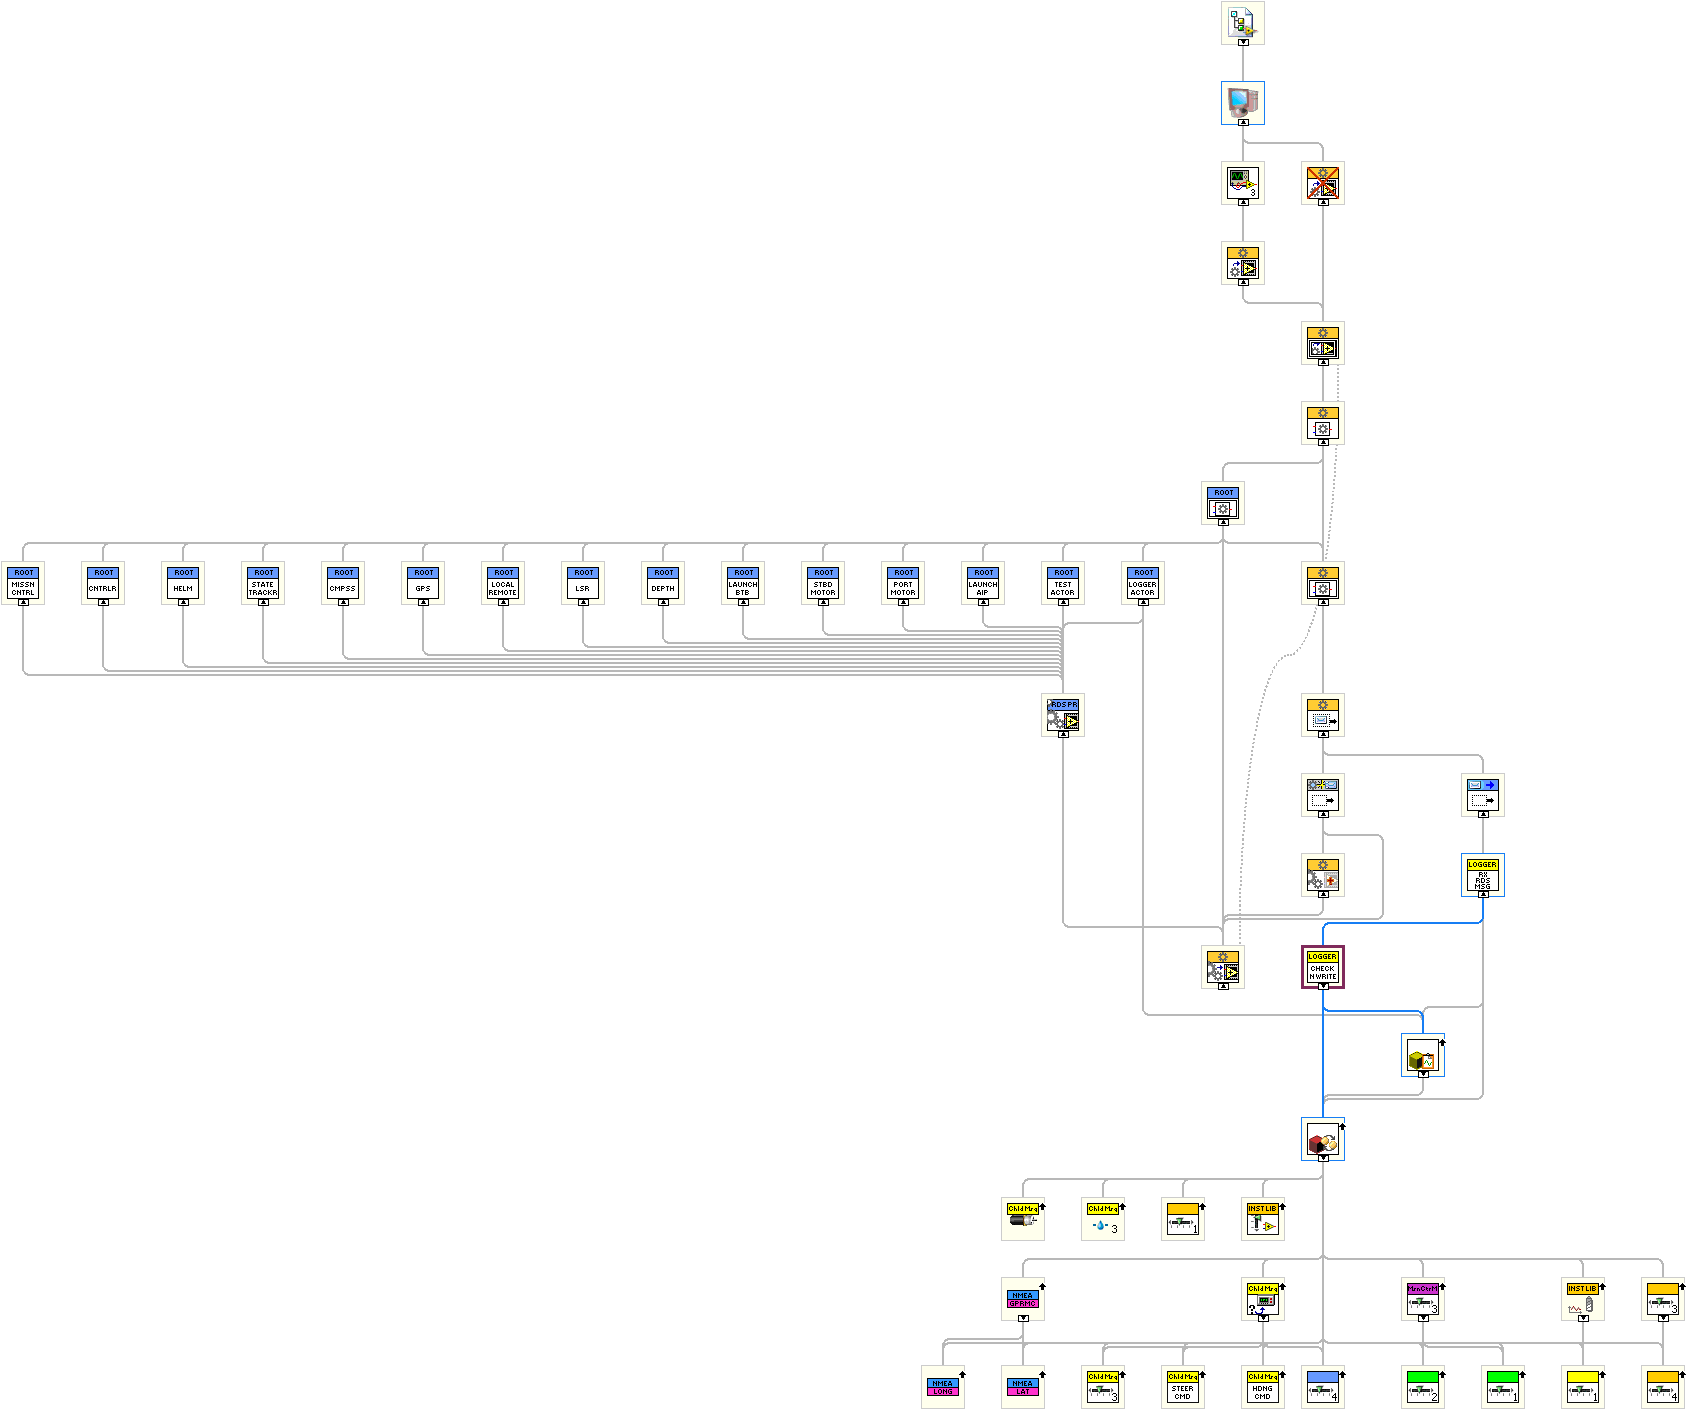 3
ROOT
ROOT
MISSN
CNTRL
ROOT
CNTRLR
ROOT
HELM
ROOT
STATE
TRACKR
ROOT
CMPSS
ROOT
GPS
ROOT
LOCAL
REMOTE
ROOT
LSR
ROOT
DEPTH
ROOT
LAUNCH
BTB
ROOT
STBD
MOTOR
ROOT
PORT
MOTOR
ROOT
LAUNCH
AIP
ROOT
TEST
ACTOR
ROOT
LOGGER
ACTOR
RDSPR
LOGGER
RX
RDS
MSG
LOGGER
CHECK
N WRITE
Chld Msg
Chld Msg
3
1
INSTLIB
NMEA
GPRMC
Chld Msg
?
MsnCtrM
3
INSTLIB
3
NMEA
LONG
NMEA
LAT
Chld Msg
3
Chld Msg
STEER
CMD
Chld Msg
HDNG
CMD
4
2
1
1
4